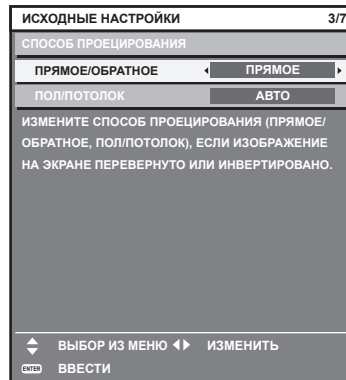 ИСХОДНЫЕ НАСТРОЙКИ 3/7
СПОСОБ ПРОЕЦИРОВАНИЯ
ПРЯМОЕ/ОБРАТНОЕ ПРЯМОЕ
ПОЛ/ПОТОЛОК АВТО
ИЗМЕНИТЕ СПОСОБ ПРОЕЦИРОВАНИЯ (ПРЯМОЕ/
ОБРАТНОЕ, ПОЛ/ПОТОЛОК), ЕСЛИ ИЗОБРАЖЕНИЕ
НА ЭКРАНЕ ПЕРЕВЕРНУТО ИЛИ ИНВЕРТИРОВАНО.
ВЫБОР ИЗ МЕНЮ ИЗМЕНИТЬ
ENTER ВВЕСТИ